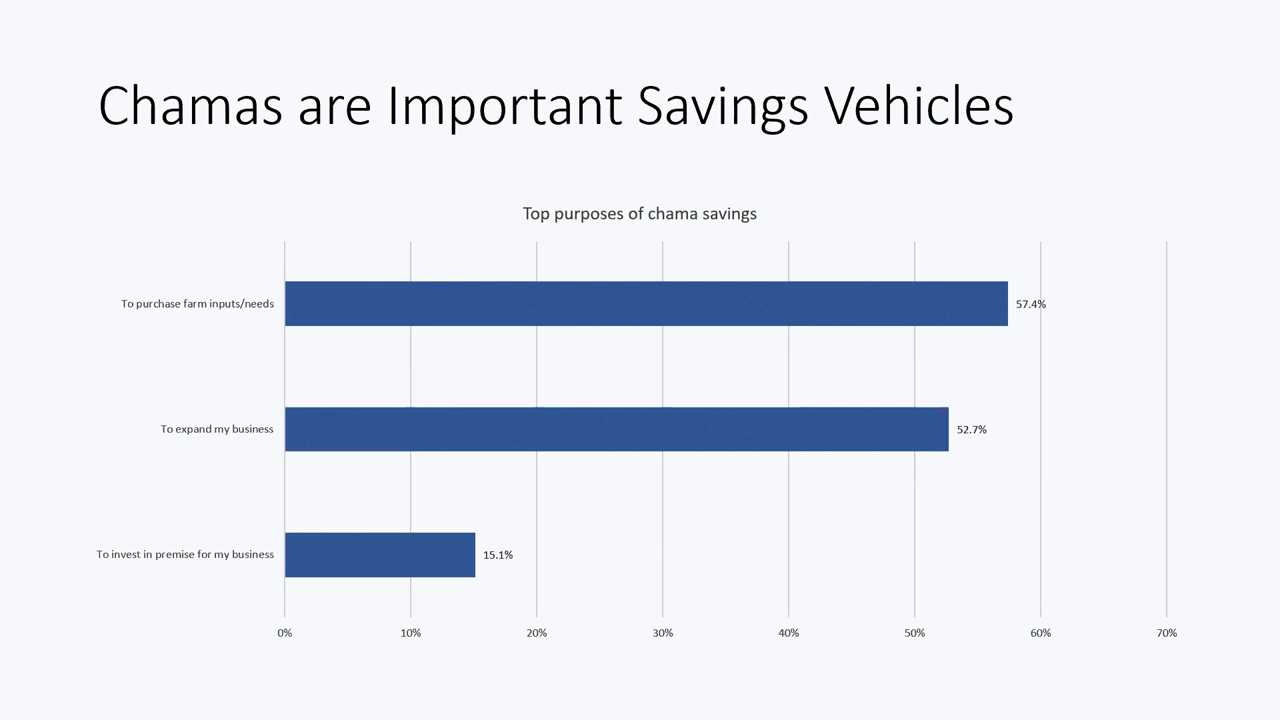 Chamas are Important Savings Vehicles
Top purposes of chama savings
To purchase farm inputs/needs
57.4%
To expand my business
52.7%
To invest in premise for my business
15.1%
0% 10% 20% 30% 40% 50% 60% 70%